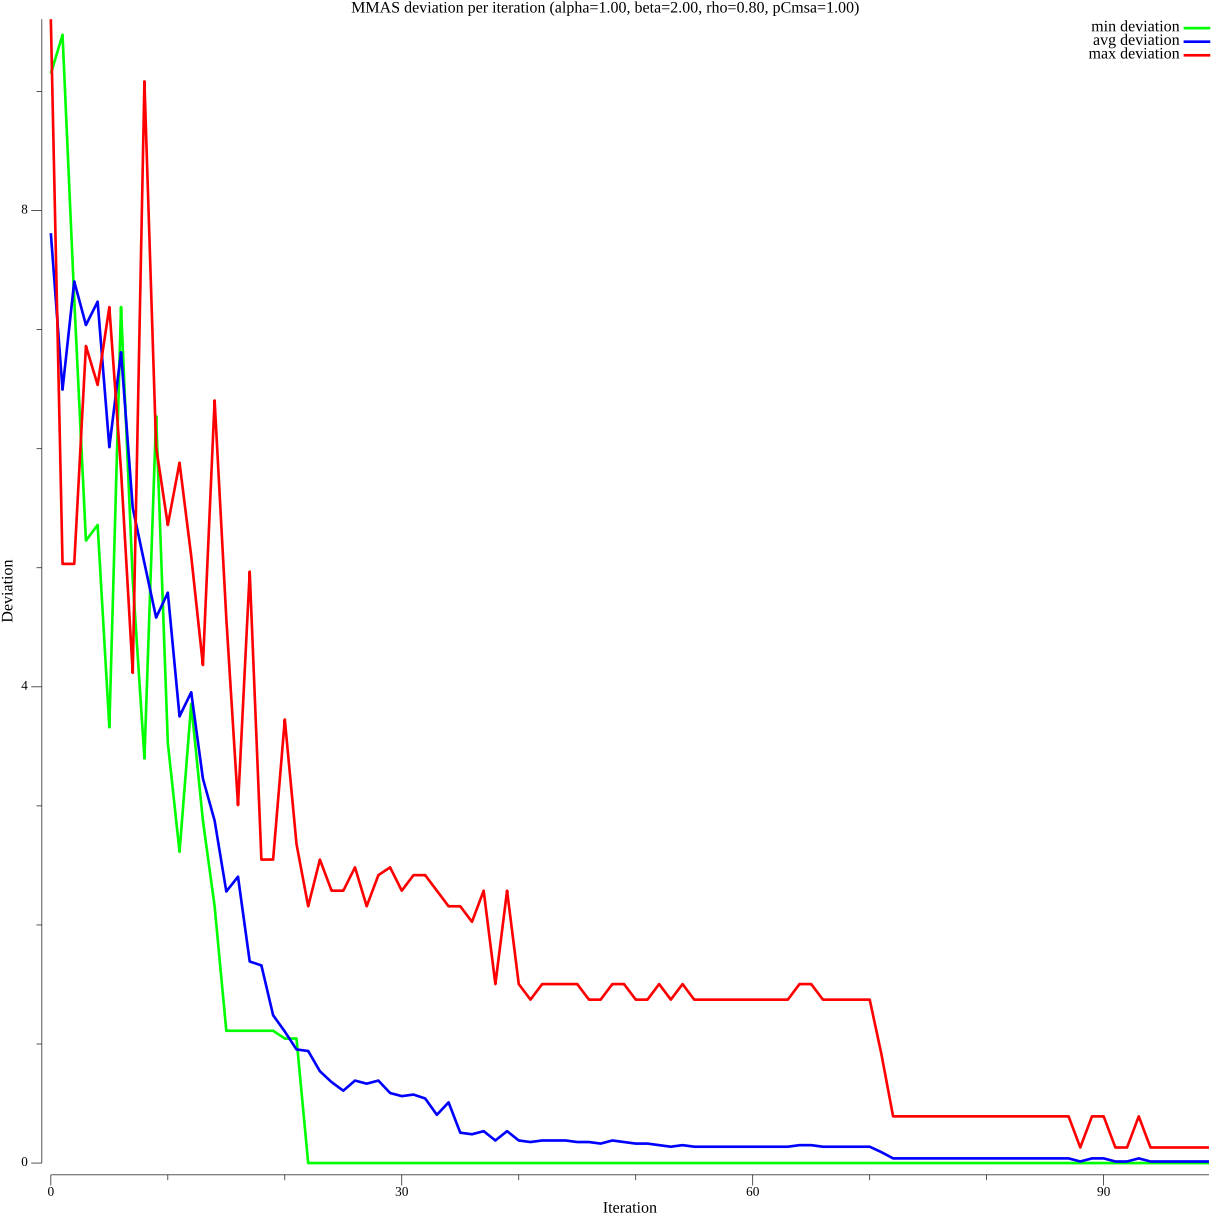 MMAS deviation per iteration (alpha=1.00, beta=2.00, rho=0.80, pCmsa=1.00)
min deviation
avg deviation
max deviation
8
4
0
Deviation
0 30 60 90
Iteration